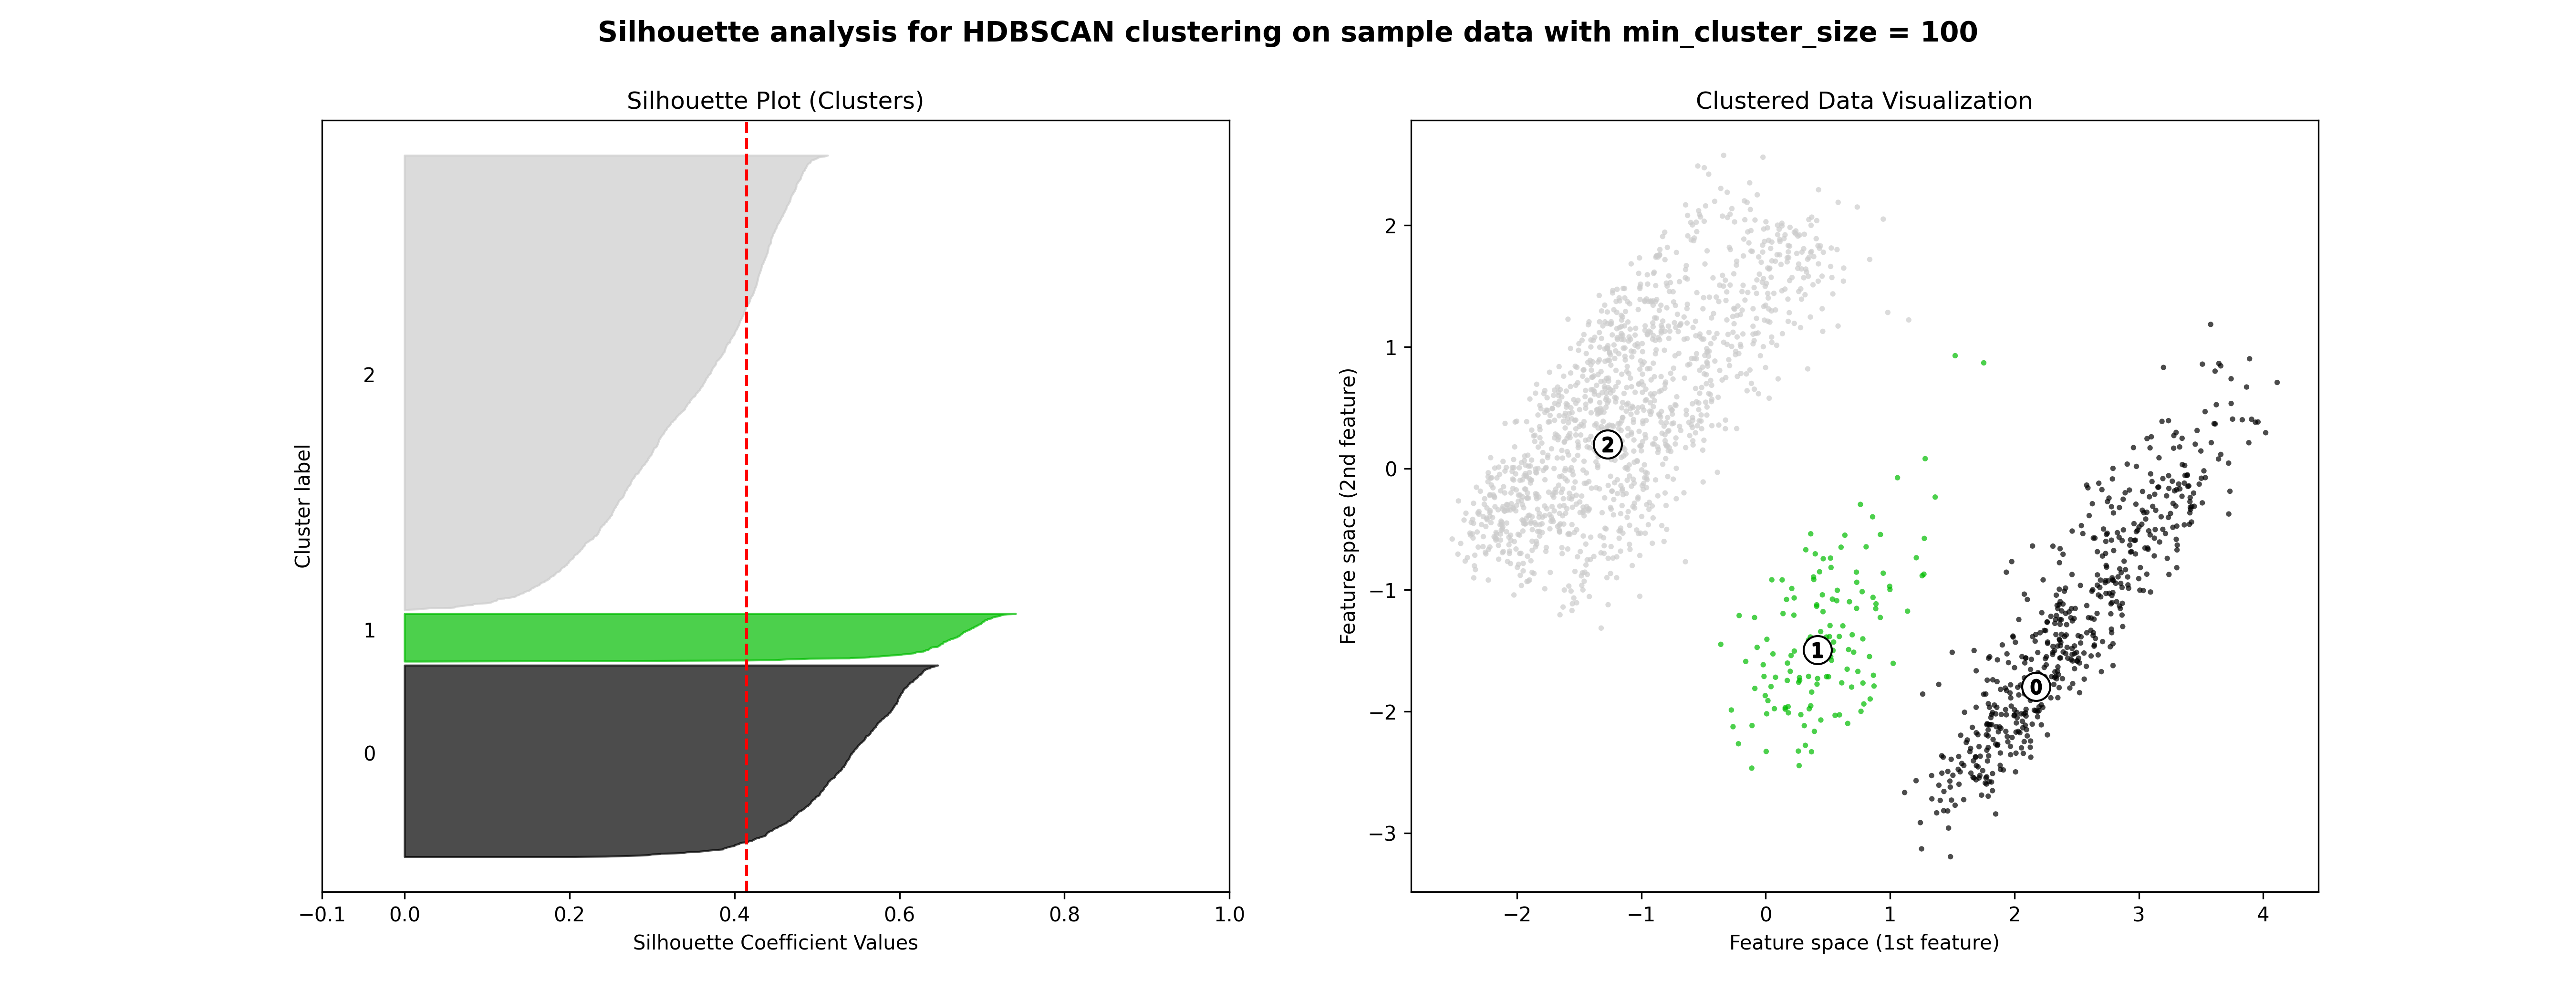 Silhouette analysis for HDBSCAN clustering on sample data with min_cluster_size = 100
Silhouette Plot (Clusters)
Cluster label
2
1
0
−0.1 0.0 0.2 0.4 0.6 0.8 1.0
Silhouette Coefficient Values
Clustered Data Visualization
Feature space (2nd feature)
2
1
0
−1
−2
−3
2
1
0
−2 −1 0 1 2 3 4
Feature space (1st feature)